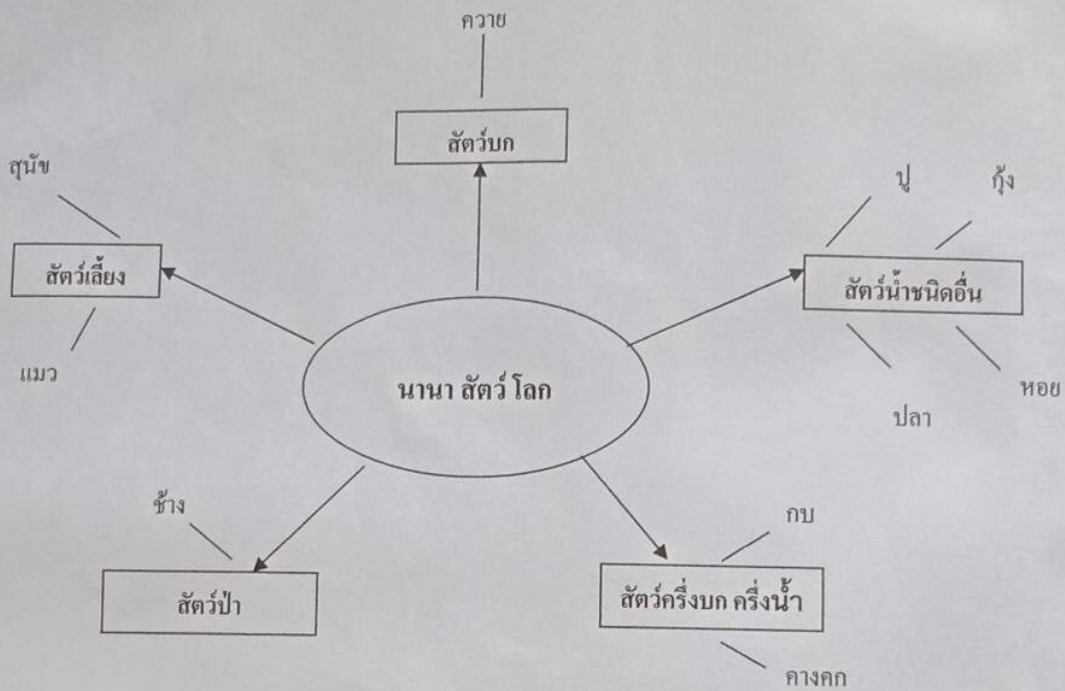 ควาย
สัตว์บก
สุนัข
สัตว์เลี้ยง
แมว
ปู
กุ้ง
สัตว์น้ำชนิดอื่น
ปลา
หอย
นานา สัตว์ โลก
ช้าง
สัตว์ป่า
กบ
สัตว์ครึ่งบก ครึ่งน้ำ
คางคก